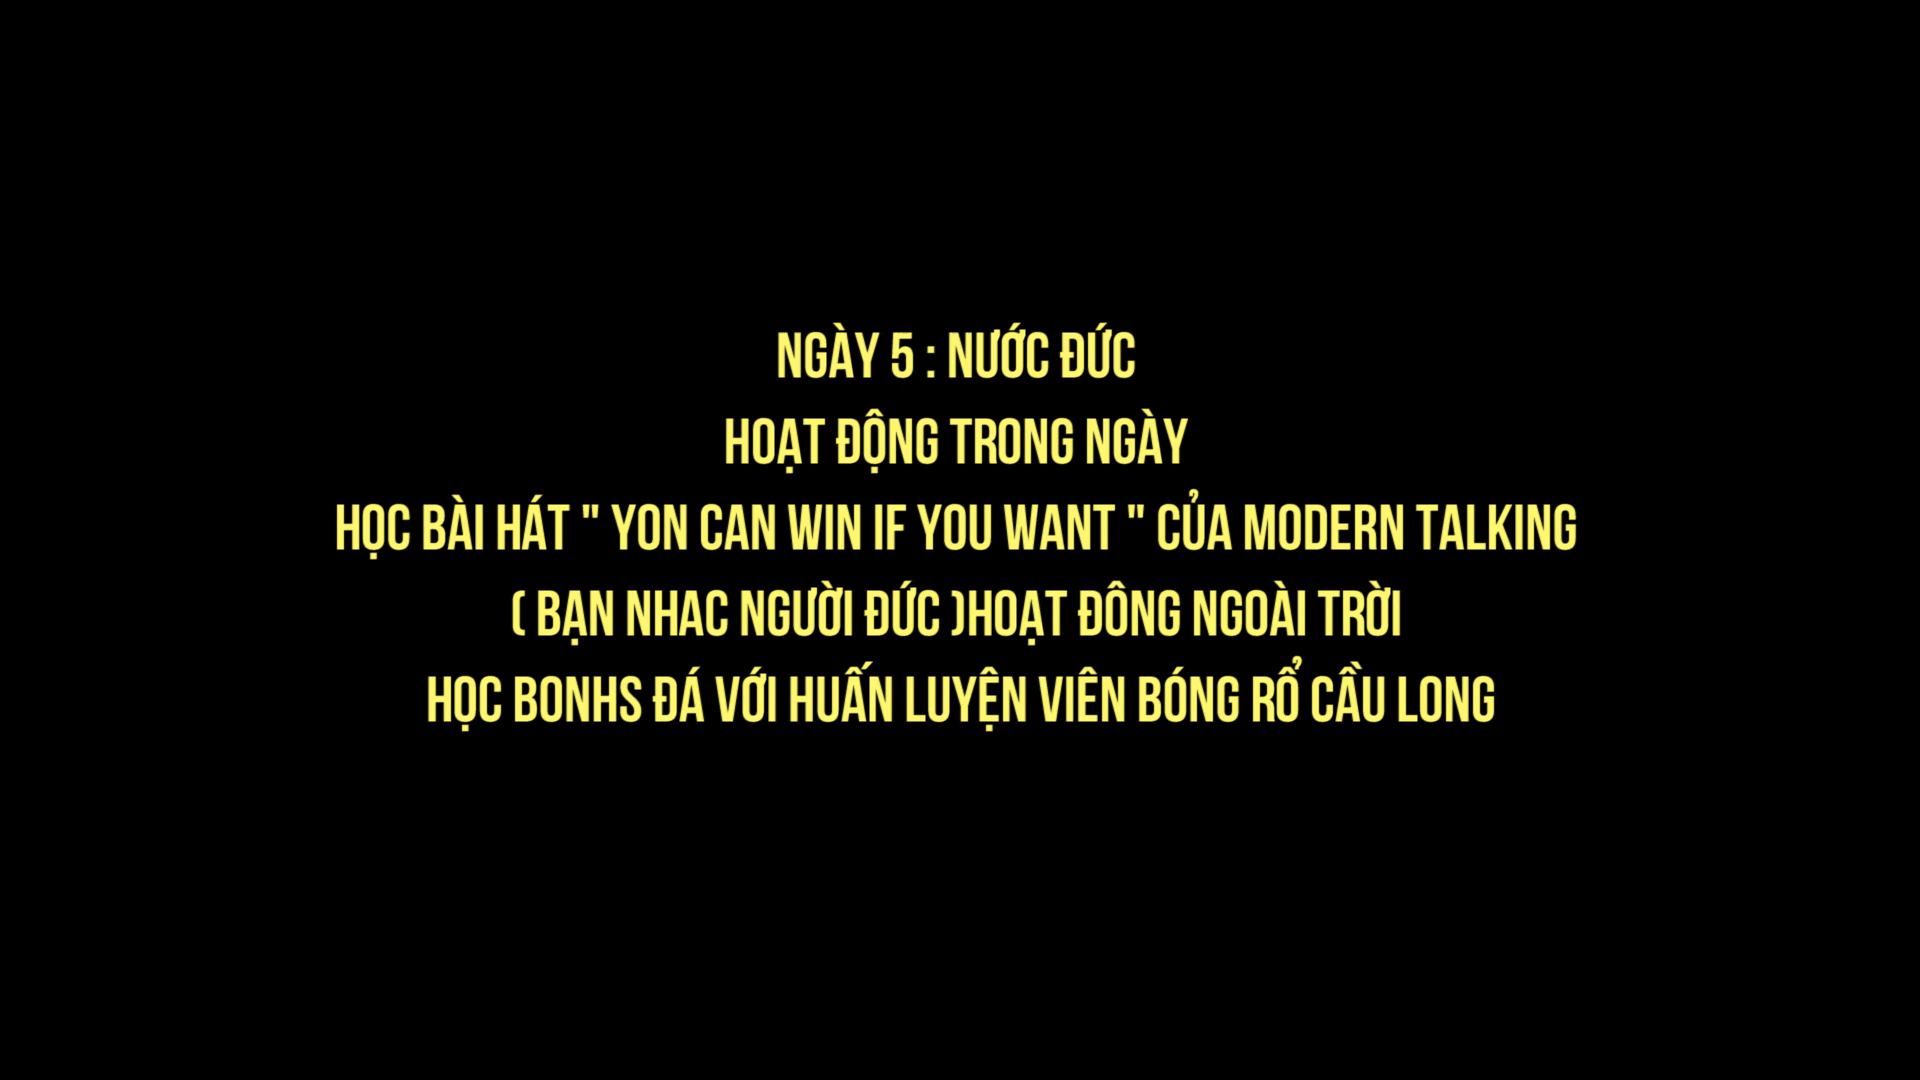 NGÀY 5 : NƯỚC ĐỨC
HOẠT ĐỘNG TRONG NGÀY
HỌC BÀI HÁT " YON CAN WIN IF YOU WANT " CỦA MODERN TALKING
( BẠN NHAC NGƯỜI ĐỨC )HOẠT ĐÔNG NGOÀI TRỜI
HỌC BONHS ĐÁ VỚI HUẤN LUYỆN VIÊN BÓNG RỔ CẦU LONG